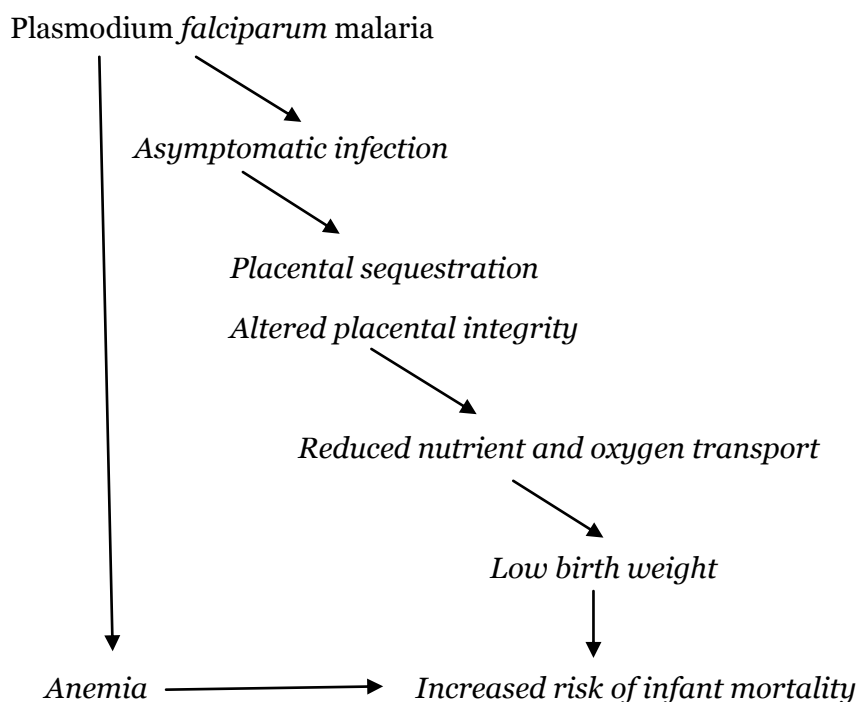 Plasmodium falciparum malaria
Asymptomatic infection
Placental sequestration
Altered placental integrity
Reduced nutrient and oxygen transport
Low birth weight
Anemia
Increased risk of infant mortality